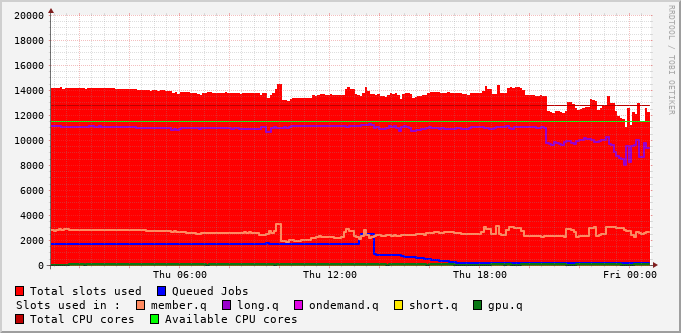 RRDTOOL / TOBI OETIKER
20000
18000
16000
14000
12000
10000
8000
6000
4000
2000
0
Thu 06:00 Thu 12:00 Thu 18:00 Fri 00:00
Total slots used Queued Jobs
Slots used in : member.q long.q ondemand.q short.q gpu.q
Total CPU cores Available CPU cores